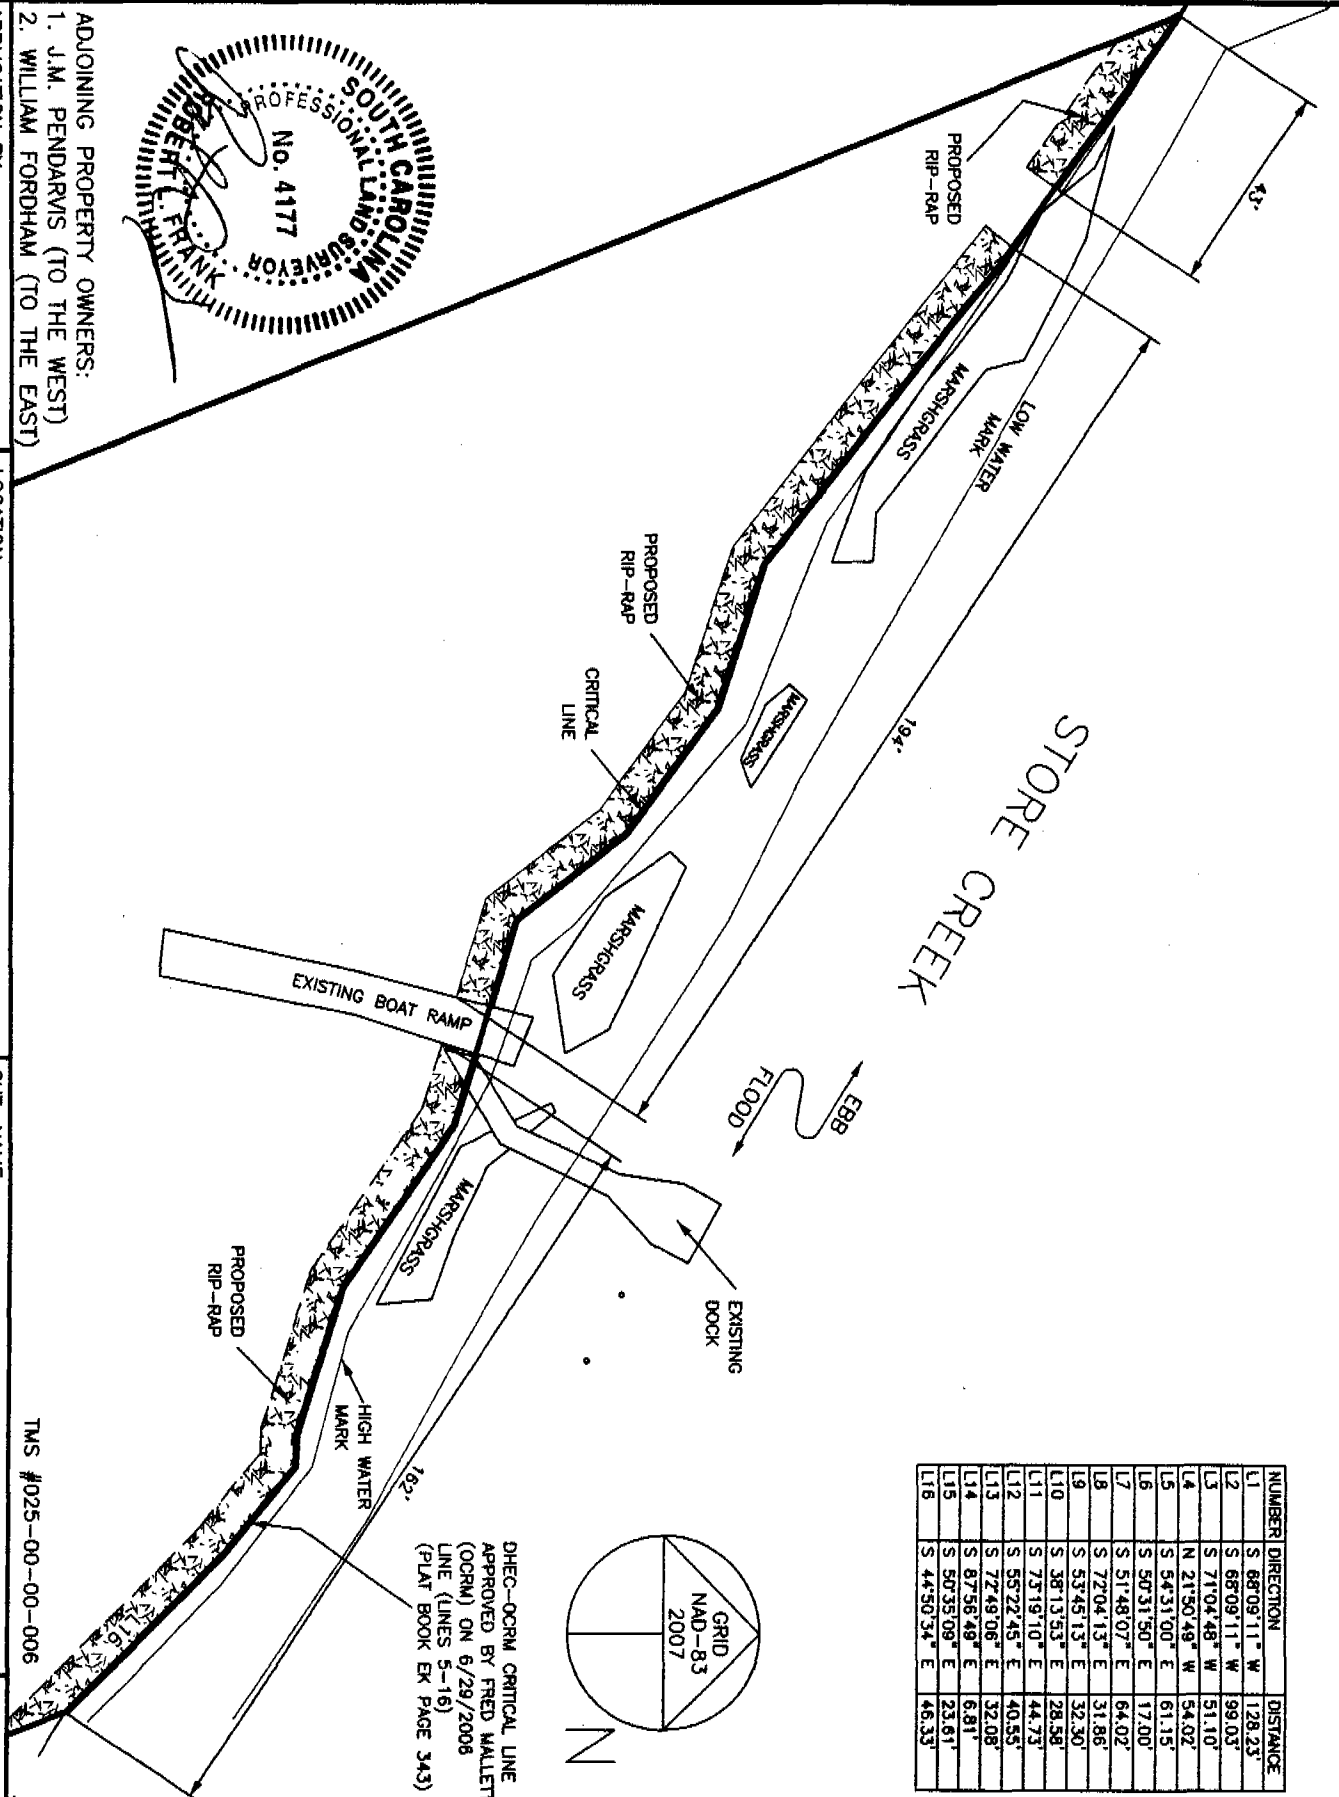 STORE CREEK
NUMBER DIRECTION DISTANCE
L1 S 68°09'11" W 128.23'
L2 S 68°09'11" W 99.03'
L3 S 71°04'48" W 51.10'
L4 N 21°50'49" W 54.02'
L5 S 54°31'00" E 61.15'
L6 S 50°31'50" E 17.00'
L7 S 51°48'07" E 64.02'
L8 S 72°04'13" E 31.86'
L9 S 53°45'13" E 32.30'
L10 S 38°13'53" E 28.58'
L11 S 73°19'10" E 44.73'
L12 S 55°22'45" E 40.55'
L13 S 72°49'06" E 32.08'
L14 S 87°56'49" E 6.81'
L15 S 50°35'09" E 23.61'
L16 S 44°50'34" E 46.33'
43'
PROPOSED
RIP-RAP
MARSHGRASS
LOW WATER
MARK
194'
PROPOSED
RIP-RAP
CRITICAL
LINE
MARSHGRASS
MARSHGRASS
EBB
FLOOD
EXISTING BOAT RAMP
EXISTING
DOCK
MARSHGRASS
PROPOSED
RIP-RAP
HIGH WATER
MARK
162'
L16
GRID
NAD-83
2007
N
DHEC-OCRM CRITICAL LINE
APPROVED BY FRED MALLETT
(OCRM) ON 6/29/2006
LINE (LINES 5-16)
(PLAT BOOK EK PAGE 343)
SOUTH CAROLINA
PROFESSIONAL LAND SURVEYOR
No. 4177
ROBERT L. FRANK
ADJOINING PROPERTY OWNERS:
1. J.M. PENDARVIS (TO THE WEST)
2. WILLIAM FORDHAM (TO THE EAST)
TMS #025-00-00-006